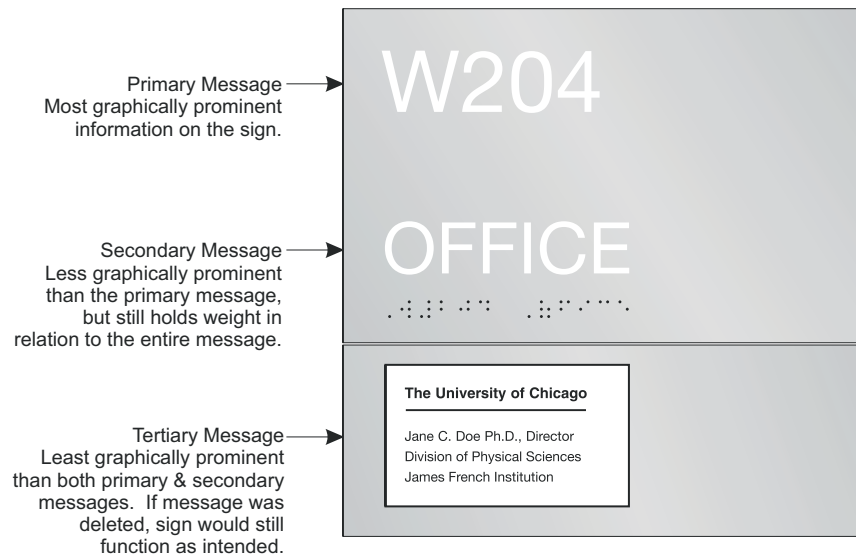 W204
Primary Message
Most graphically prominent
information on the sign.
OFFICE
Secondary Message
Less graphically prominent
than the primary message,
but still holds weight in
relation to the entire message.
The University of Chicago
Jane C. Doe Ph.D., Director
Division of Physical Sciences
James French Institution
Tertiary Message
Least graphically prominent
than both primary & secondary
messages. If message was
deleted, sign would still
function as intended.